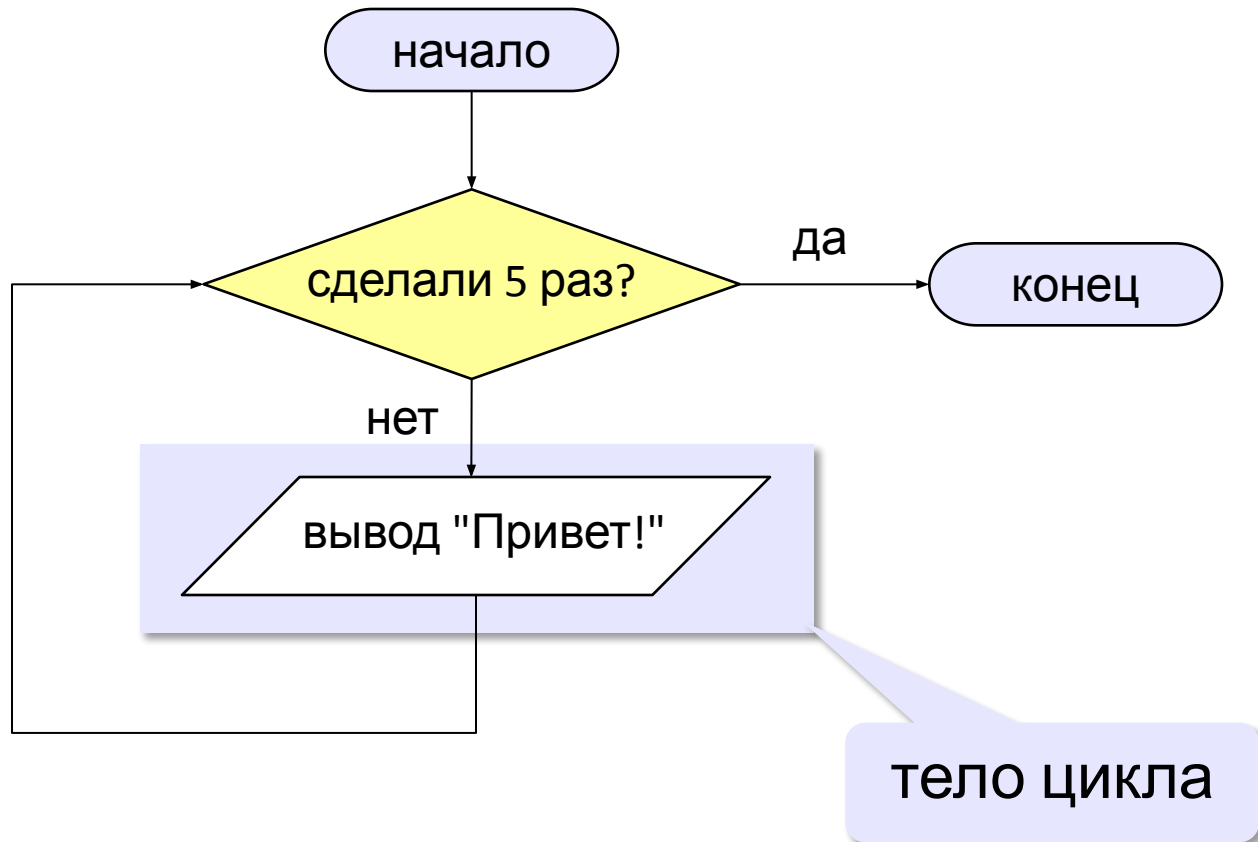 начало
сделали 5 раз?
да
конец
нет
вывод "Привет!"
тело цикла